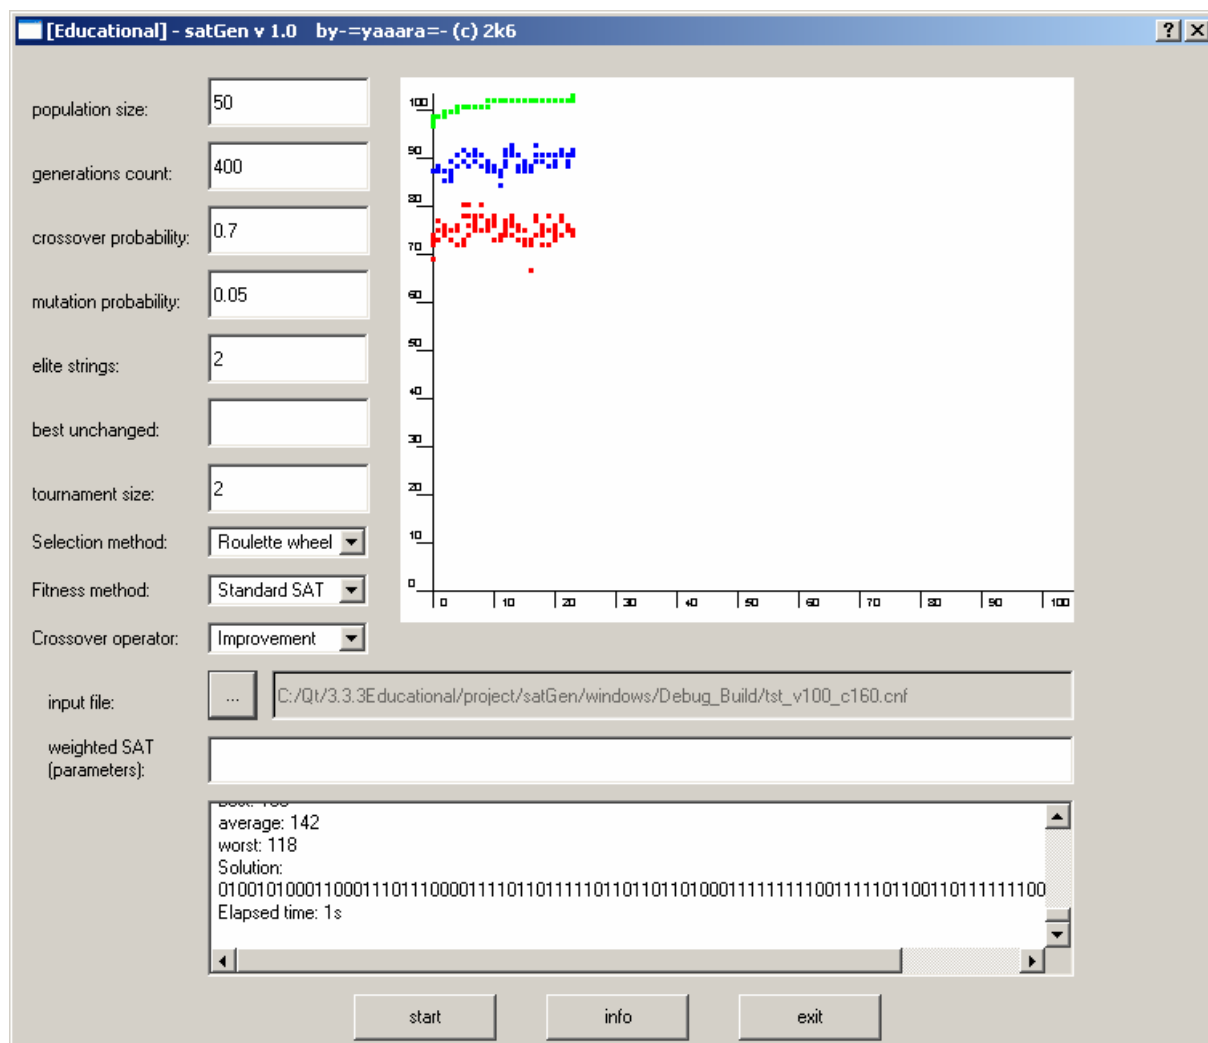 [Educational] - satGen v 1.0 by-=yaaara=- (c) 2k6
population size: 50
generations count: 400
crossover probability: 0.7
mutation probability: 0.05
elite strings: 2
best unchanged:
tournament size: 2
Selection method: Roulette wheel
Fitness method: Standard SAT
Crossover operator: Improvement
100
90
80
70
60
50
40
30
20
10
0
0 10 20 30 40 50 60 70 80 90 100
input file: ... C:/Qt/3.3.3Educational/project/satGen/windows/Debug_Build/tst_v100_c160.cnf
weighted SAT
(parameters):
average: 142
worst: 118
Solution:
Elapsed time: 1s
start info exit